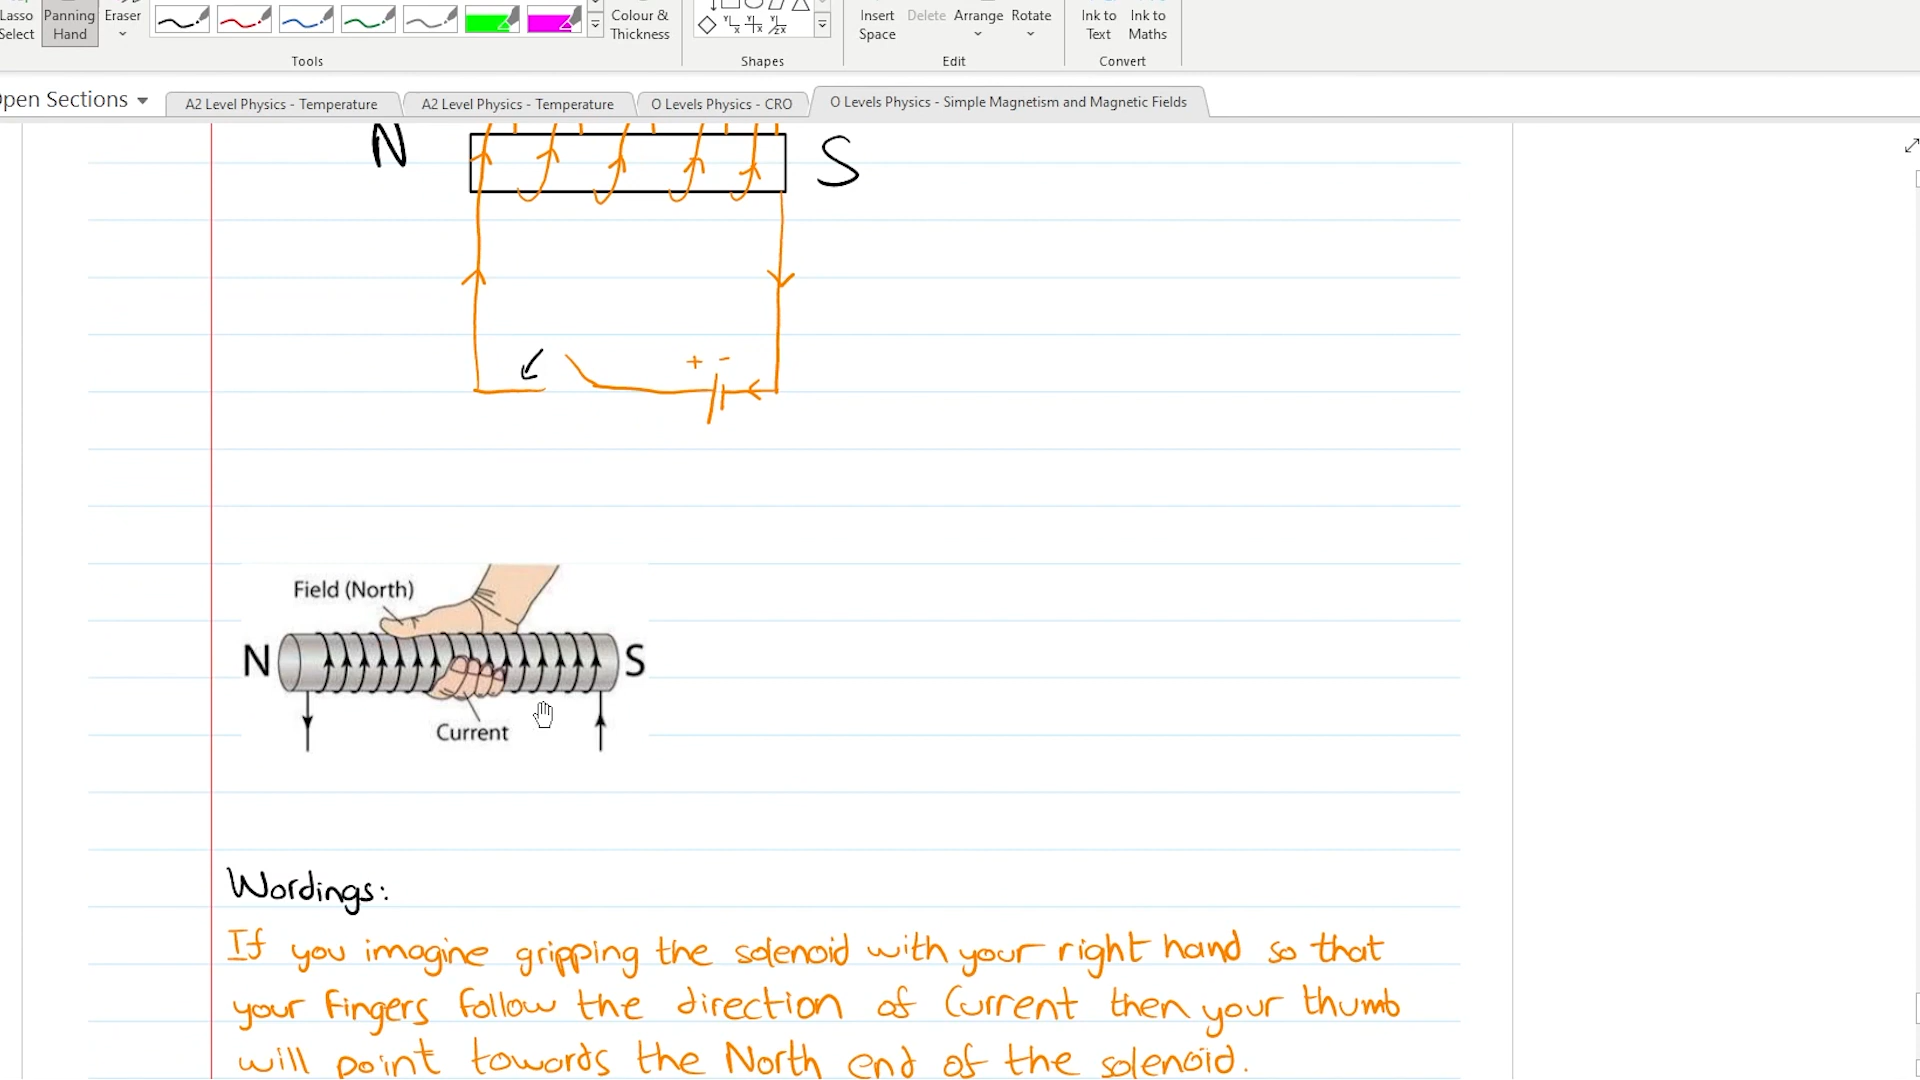 Lasso Panning Eraser Colour & Insert Delete Arrange Rotate Ink to Ink to
Select Hand Thickness Space Text Maths
Tools Shapes Edit Convert
pen Sections A2 Level Physics - Temperature A2 Level Physics - Temperature O Levels Physics - CRO O Levels Physics - Simple Magnetism and Magnetic Fields
N S
+ -
Field (North)
N S
Current
Wordings:
If you imagine gripping the solenoid with your right hand so that
your fingers follow the direction of Current then your thumb
will point towards the North end of the solenoid.